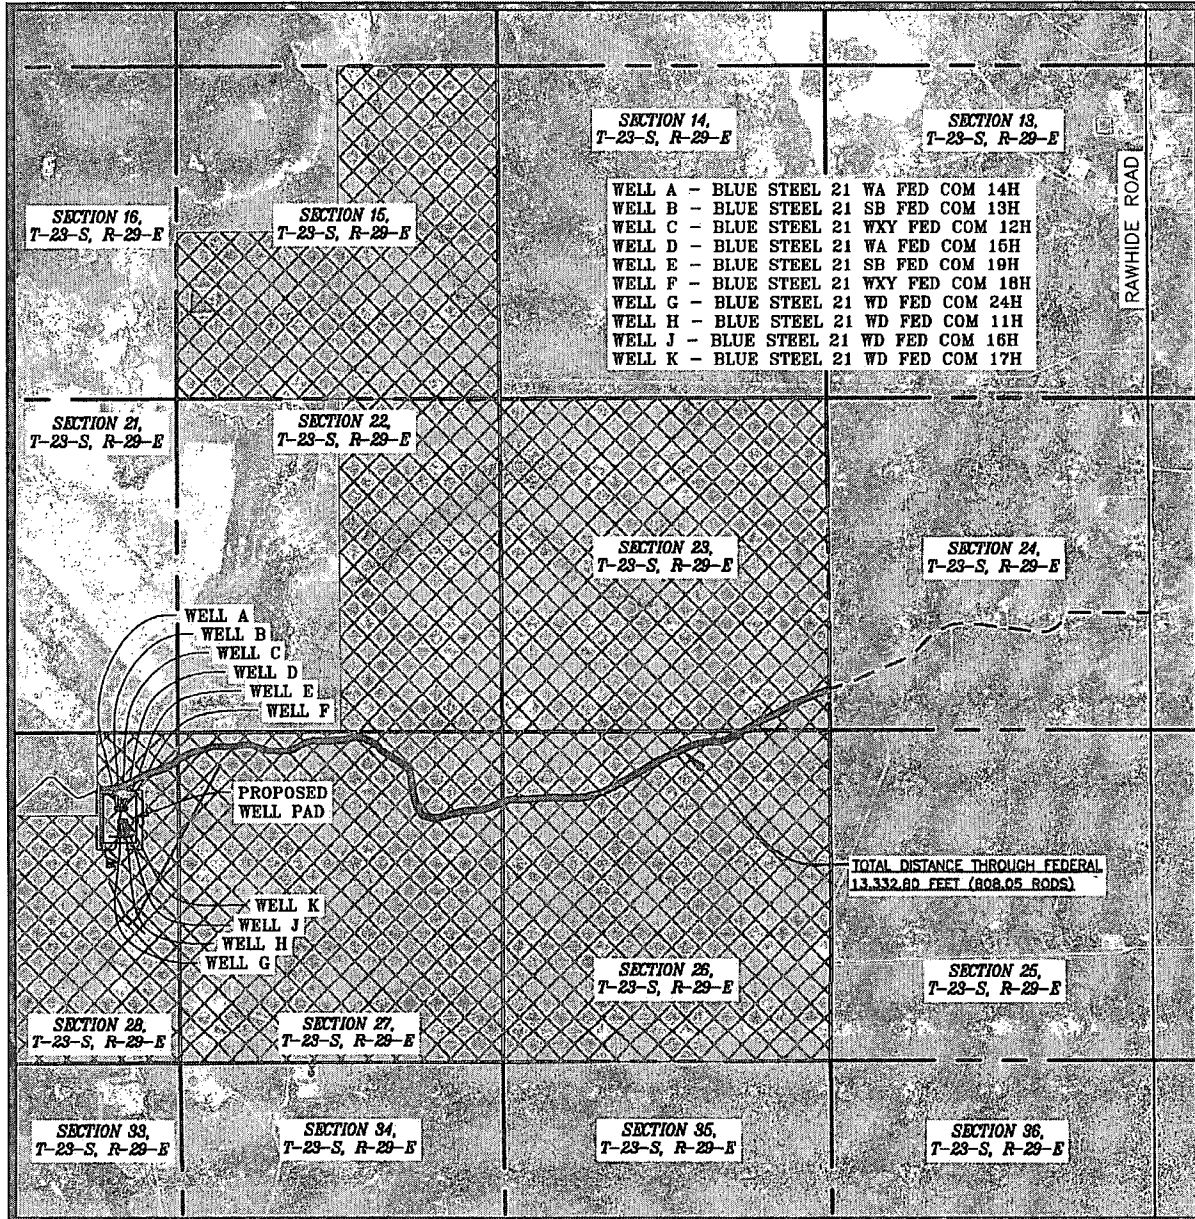 SECTION 14,
T-23-S, R-29-E
SECTION 13,
T-23-S, R-29-E
RAWHIDE ROAD
SECTION 16,
T-23-S, R-29-E
SECTION 15,
T-23-S, R-29-E
WELL A - BLUE STEEL 21 WA FED COM 14H
WELL B - BLUE STEEL 21 SB FED COM 13H
WELL C - BLUE STEEL 21 WXY FED COM 12H
WELL D - BLUE STEEL 21 WA FED COM 15H
WELL E - BLUE STEEL 21 SB FED COM 19H
WELL F - BLUE STEEL 21 WXY FED COM 18H
WELL G - BLUE STEEL 21 WD FED COM 24H
WELL H - BLUE STEEL 21 WD FED COM 11H
WELL J - BLUE STEEL 21 WD FED COM 16H
WELL K - BLUE STEEL 21 WD FED COM 17H
SECTION 21,
T-23-S, R-29-E
SECTION 22,
T-23-S, R-29-E
SECTION 23,
T-23-S, R-29-E
SECTION 24,
T-23-S, R-29-E
WELL A
WELL B
WELL C
WELL D
WELL E
WELL F
PROPOSED
WELL PAD
TOTAL DISTANCE THROUGH FEDERAL
13,332.80 FEET (808.05 RODS)
WELL K
WELL J
WELL H
WELL G
SECTION 28,
T-23-S, R-29-E
SECTION 27,
T-23-S, R-29-E
SECTION 26,
T-23-S, R-29-E
SECTION 25,
T-23-S, R-29-E
SECTION 33,
T-23-S, R-29-E
SECTION 34,
T-23-S, R-29-E
SECTION 35,
T-23-S, R-29-E
SECTION 36,
T-23-S, R-29-E